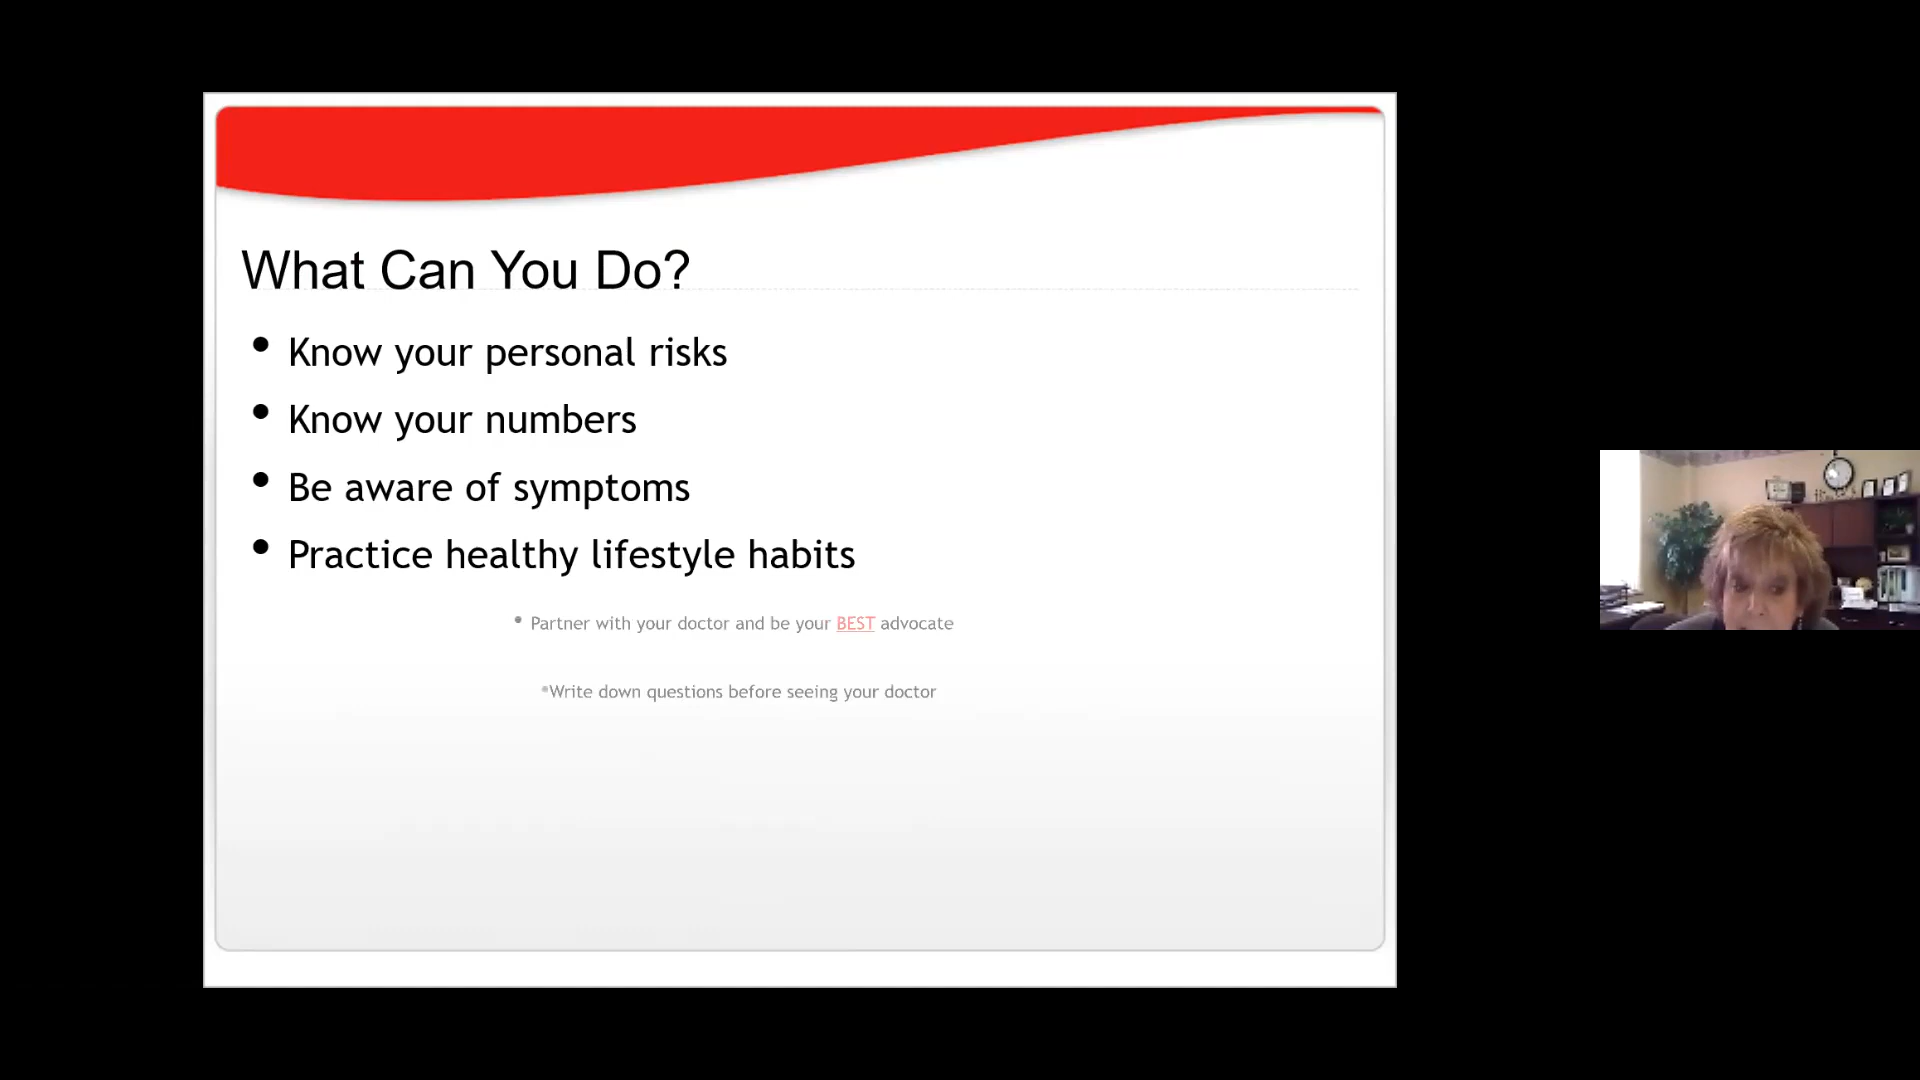 What Can You Do?
• Know your personal risks
• Know your numbers
• Be aware of symptoms
• Practice healthy lifestyle habits
• Partner with your doctor and be your BEST advocate
*Write down questions before seeing your doctor